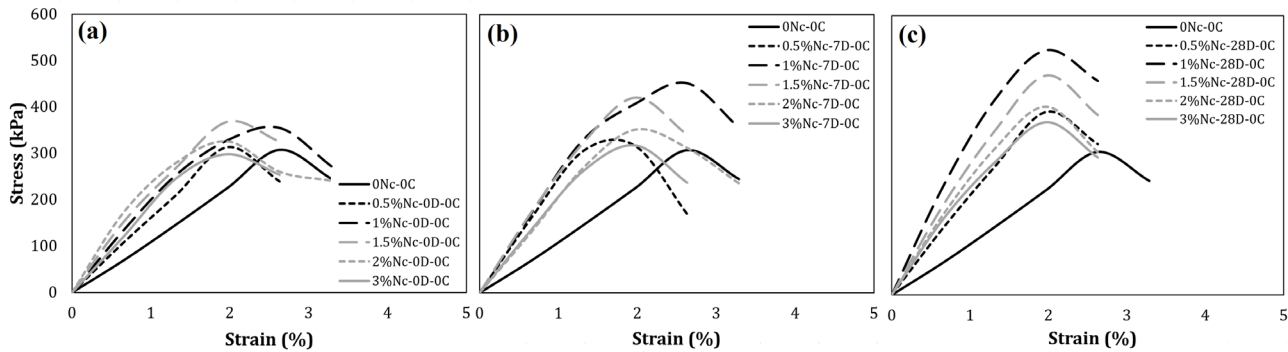 (a)
Stress (kPa)
600
500
400
300
200
100
0
0 1 2 3 4 5
Strain (%)
0Nc-0C
0.5%Nc-0D-0C
1%Nc-0D-0C
1.5%Nc-0D-0C
2%Nc-0D-0C
3%Nc-0D-0C
(b)
0Nc-0C
0.5%Nc-7D-0C
1%Nc-7D-0C
1.5%Nc-7D-0C
2%Nc-7D-0C
3%Nc-7D-0C
0 1 2 3 4 5
Strain (%)
(c)
0Nc-0C
0.5%Nc-28D-0C
1%Nc-28D-0C
1.5%Nc-28D-0C
2%Nc-28D-0C
3%Nc-28D-0C
0 1 2 3 4 5
Strain (%)